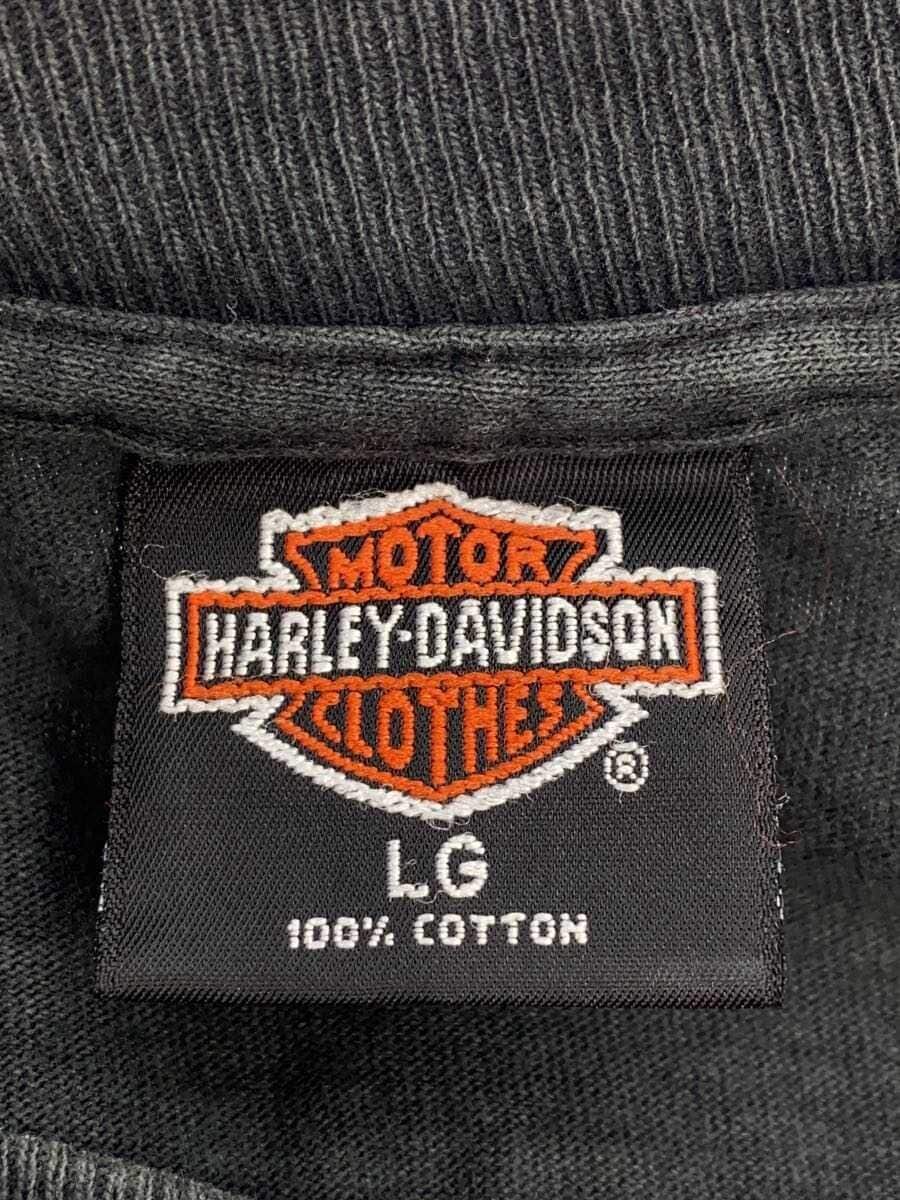 MOTOR
HARLEY-DAVIDSON
CLOTHES
®
LG
100% COTTON